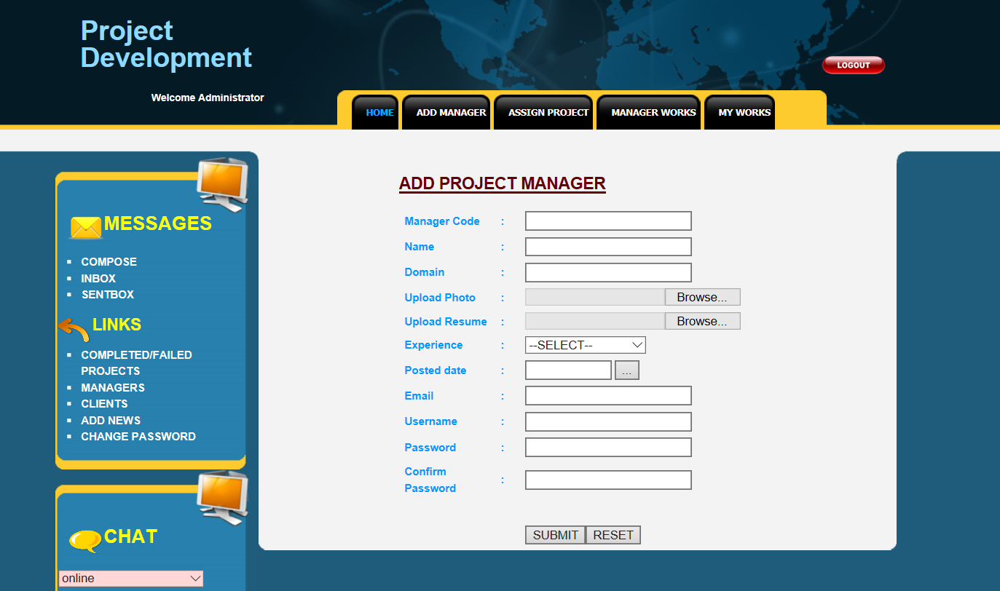 Project
Development
LOGOUT
Welcome Administrator
HOME ADD MANAGER ASSIGN PROJECT MANAGER WORKS MY WORKS
MESSAGES
COMPOSE
INBOX
SENTBOX
LINKS
COMPLETED/FAILED
PROJECTS
MANAGERS
CLIENTS
ADD NEWS
CHANGE PASSWORD
CHAT
online
ADD PROJECT MANAGER
Manager Code :
Name :
Domain :
Upload Photo : Browse...
Upload Resume : Browse...
Experience : --SELECT--
Posted date : ...
Email :
Username :
Password :
Confirm
Password :
SUBMIT RESET